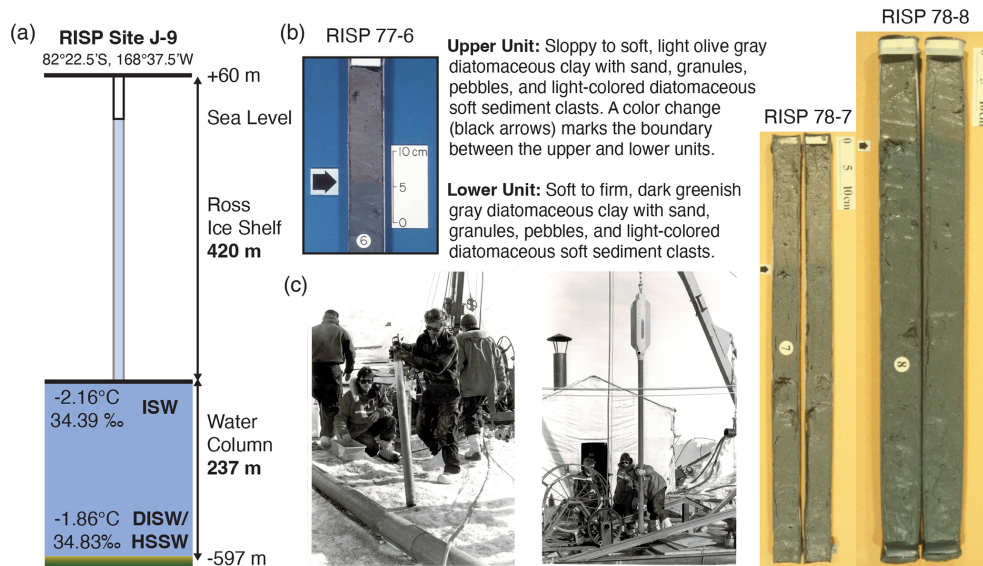 (a)
RISP Site J-9
82°22.5'S, 168°37.5'W
+60 m
Sea Level
Ross
Ice Shelf
420 m
-2.16°C
34.39 ‰
ISW
Water
Column
237 m
-1.86°C
34.83‰
DISW/
HSSW
-597 m
(b)
RISP 77-6
10 cm
5
0
6
Upper Unit: Sloppy to soft, light olive gray
diatomaceous clay with sand, granules,
pebbles, and light-colored diatomaceous
soft sediment clasts. A color change
(black arrows) marks the boundary
between the upper and lower units.
Lower Unit: Soft to firm, dark greenish
gray diatomaceous clay with sand,
granules, pebbles, and light-colored
diatomaceous soft sediment clasts.
(c)
RISP 78-7
0 5 10cm
7
RISP 78-8
5 10cm
8